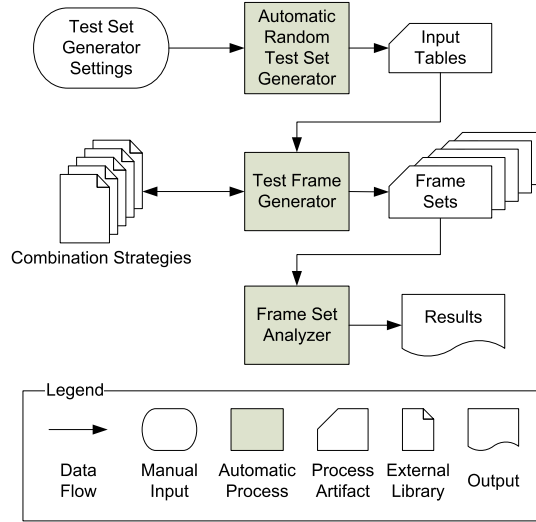 Test Set
Generator
Settings
Automatic
Random
Test Set
Generator
Input
Tables
Test Frame
Generator
Frame
Sets
Combination Strategies
Frame Set
Analyzer
Results
Legend
Data
Flow
Manual
Input
Automatic
Process
Process
Artifact
External
Library
Output